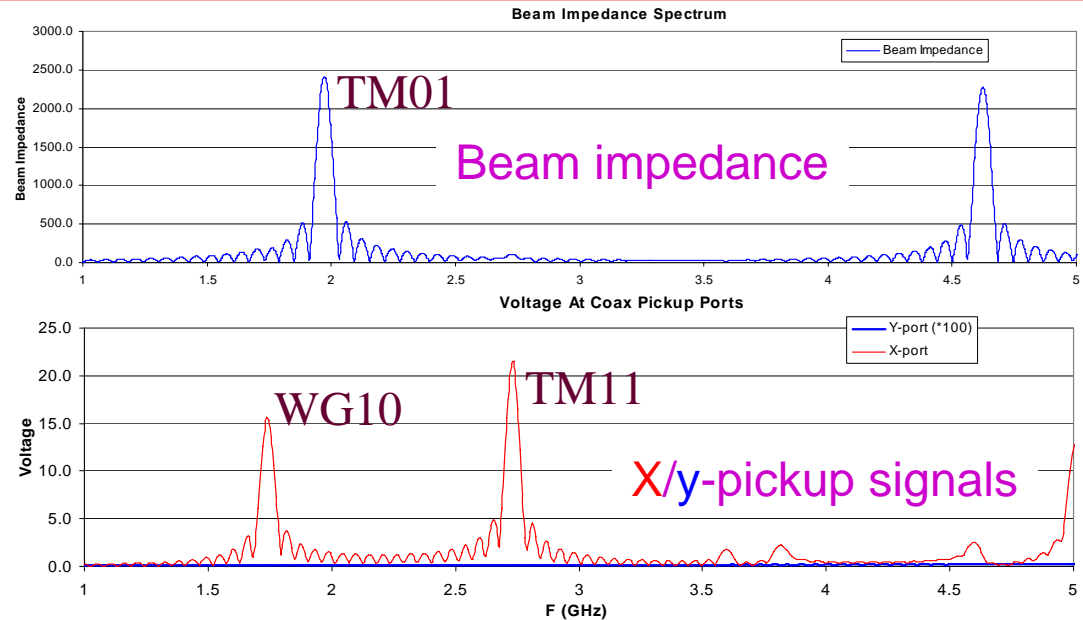 Beam Impedance Spectrum
3000.0
2500.0
2000.0
1500.0
1000.0
500.0
0.0
Beam Impedance
Beam Impedance
TM01
Beam impedance
1 1.5 2 2.5 3 3.5 4 4.5 5
Voltage At Coax Pickup Ports
25.0
20.0
15.0
10.0
5.0
0.0
Voltage
Y-port (*100)
X-port
WG10
TM11
X/y-pickup signals
1 1.5 2 2.5 3 3.5 4 4.5 5
F (GHz)